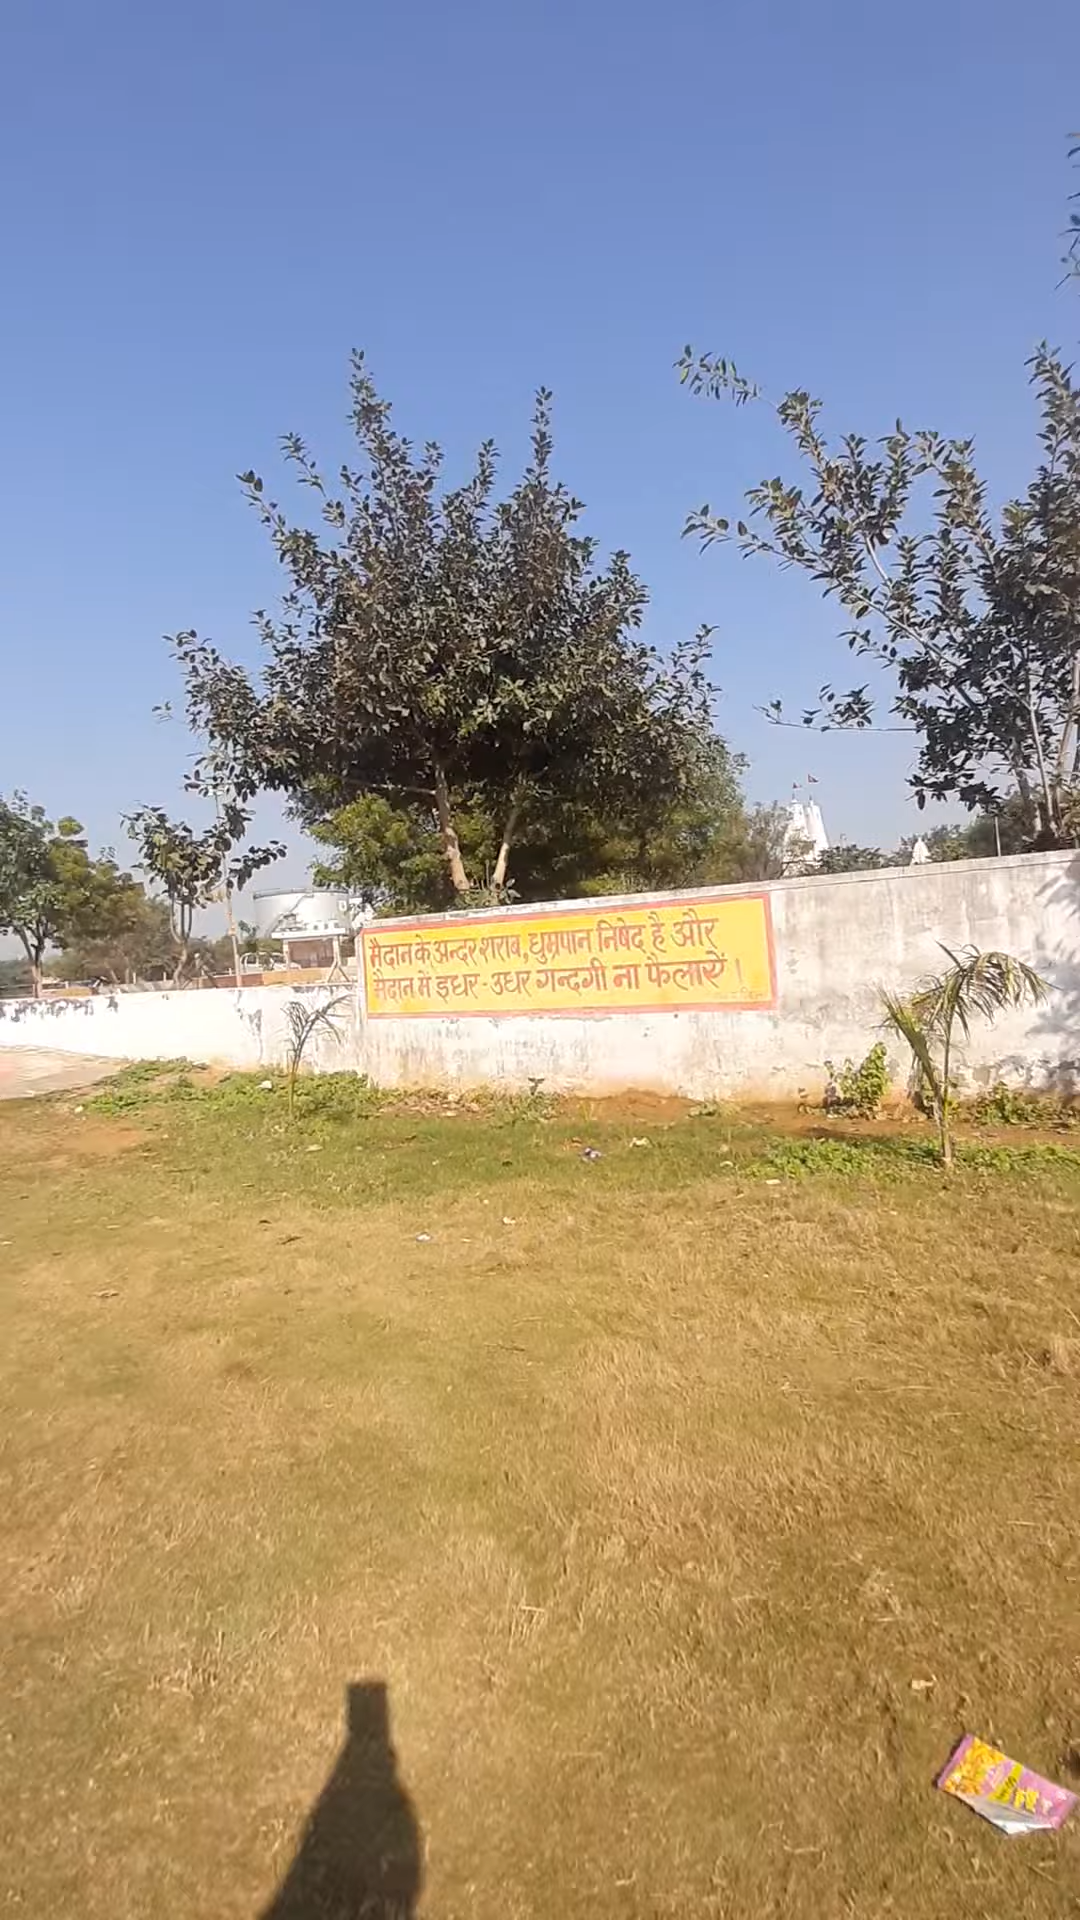 मैदान के अन्दर शराब, धुम्रपान निषेद है और
मैदान में इधर-उधर गन्दगी ना फैलायें।